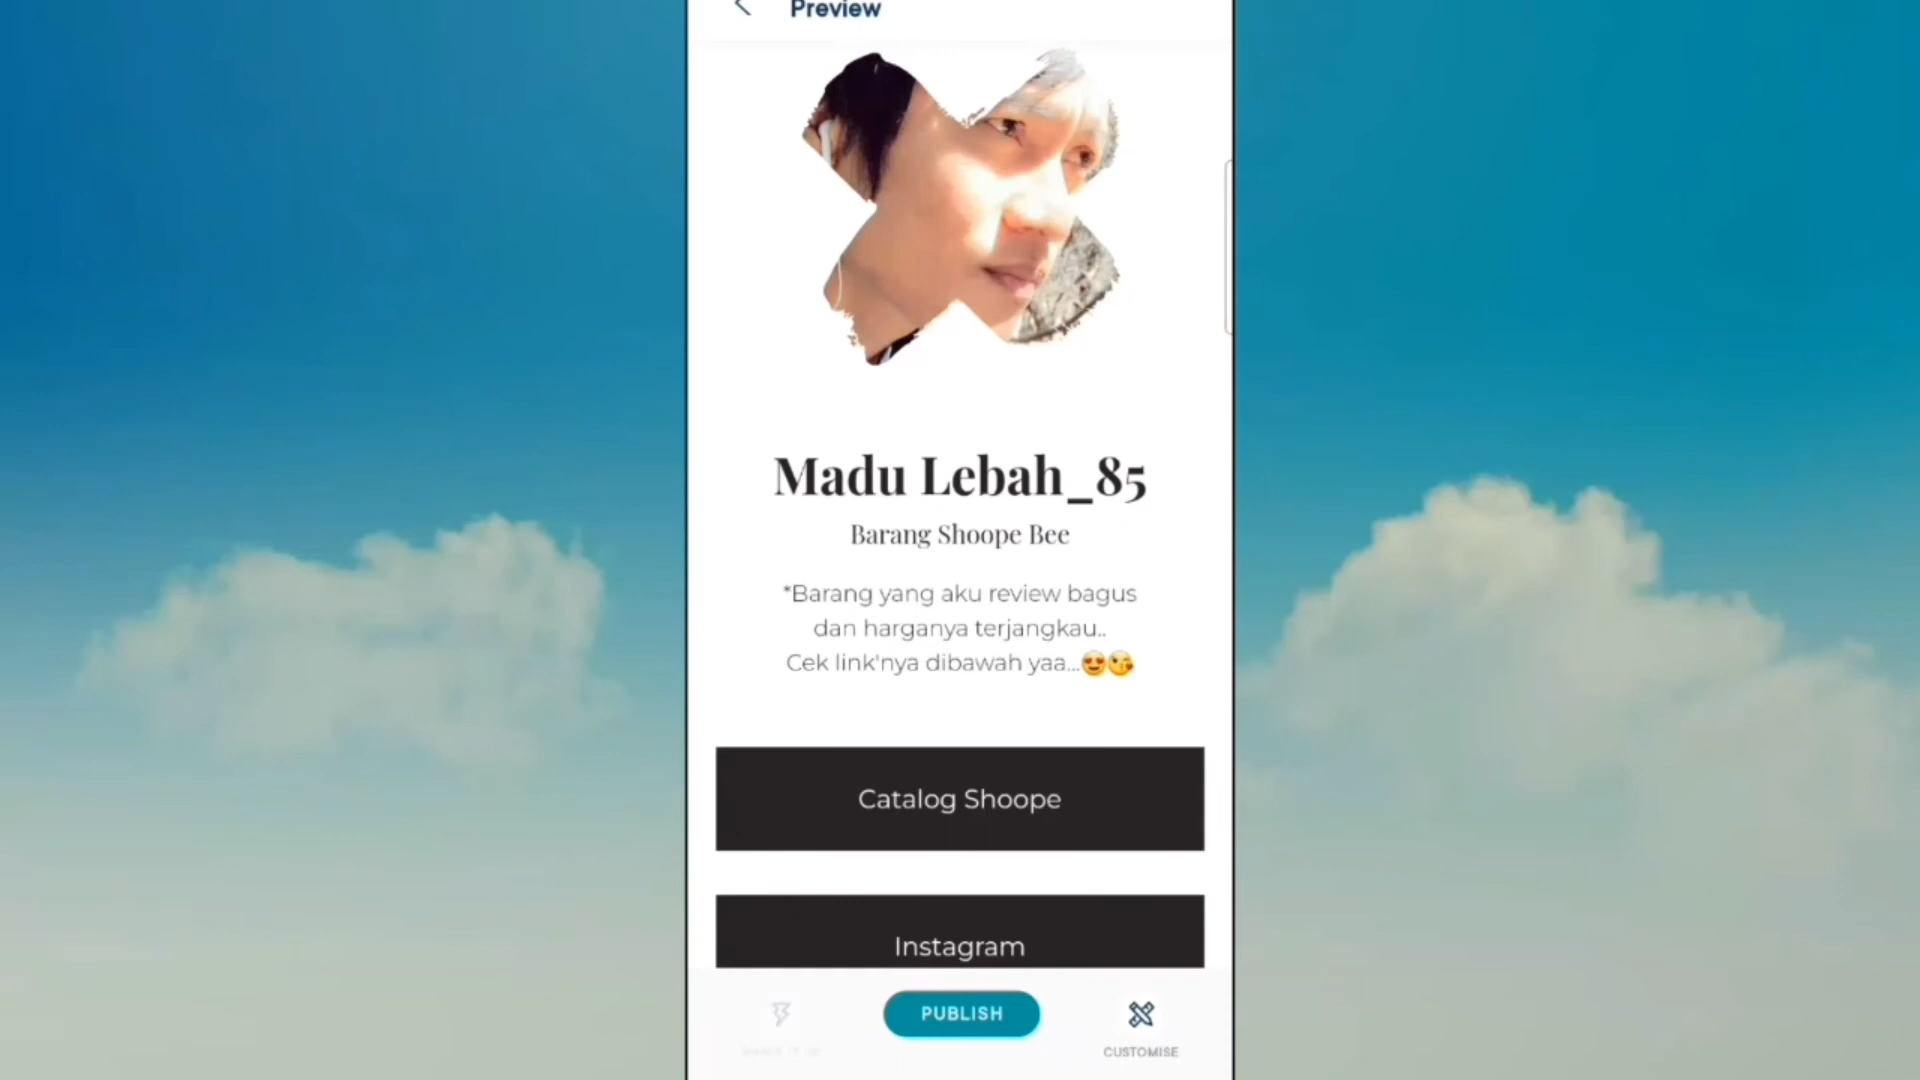 Preview
Madu Lebah_85
Barang Shoope Bee
*Barang yang aku review bagus
dan harganya terjangkau..
Cek link'nya dibawah yaa...😍😘
Catalog Shoope
Instagram
PUBLISH
CUSTOMISE